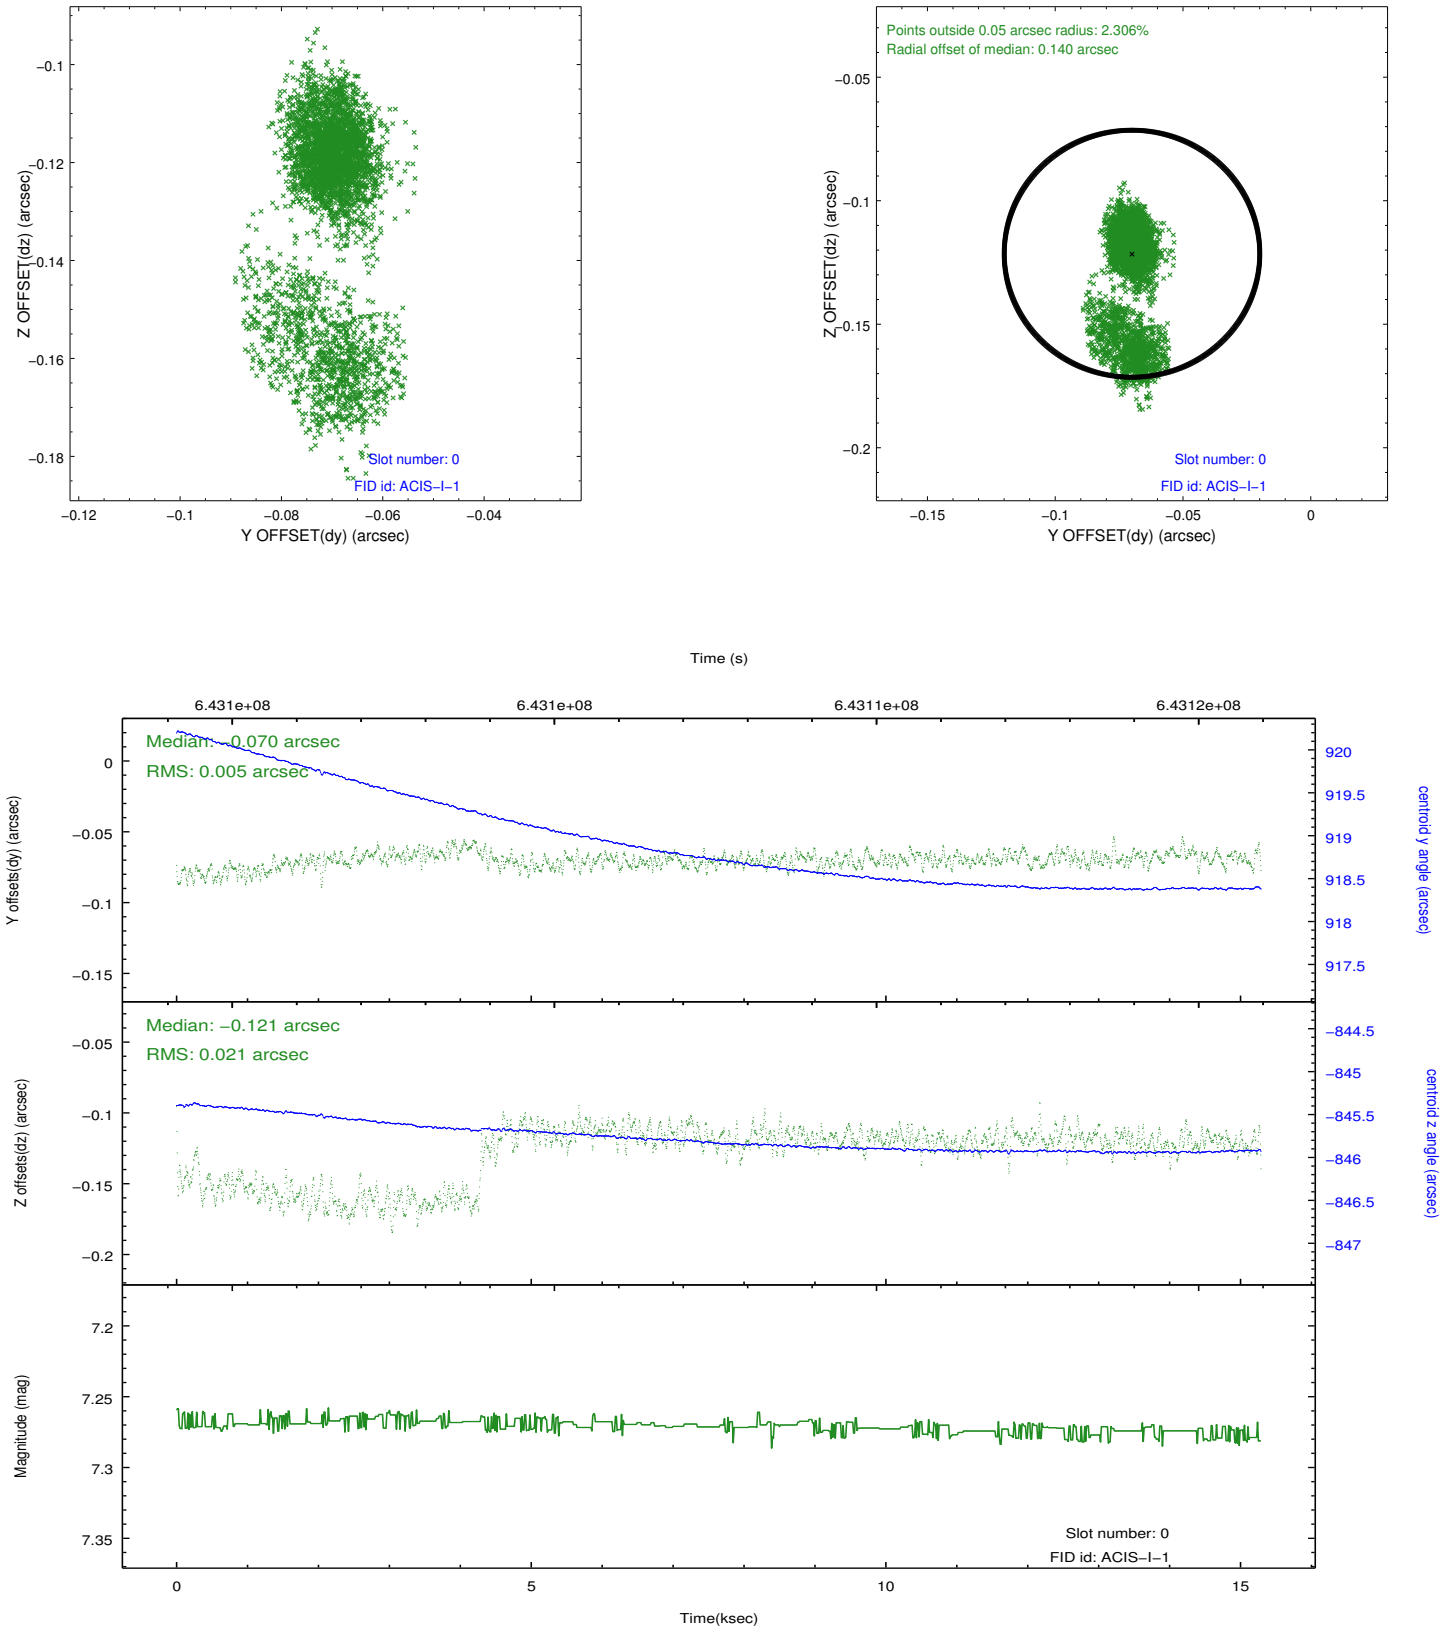 −0.1
−0.12
−0.14
−0.16
−0.18
Z OFFSET(dz) (arcsec)
Slot number: 0
FID id: ACIS−I−1
−0.12
−0.1
−0.08
−0.06
−0.04
Y OFFSET(dy) (arcsec)
Points outside 0.05 arcsec radius: 2.306%
Radial offset of median: 0.140 arcsec
−0.05
−0.1
−0.15
−0.2
Z OFFSET(dz) (arcsec)
Slot number: 0
FID id: ACIS−I−1
−0.15
−0.1
−0.05
0
Y OFFSET(dy) (arcsec)
Time (s)
6.431e+08
6.431e+08
6.4311e+08
6.4312e+08
Median: −0.070 arcsec
RMS: 0.005 arcsec
0
−0.05
−0.1
−0.15
Y offsets(dy) (arcsec)
920
919.5
919
918.5
918
917.5
centroid y angle (arcsec)
Median: −0.121 arcsec
RMS: 0.021 arcsec
−0.05
−0.1
−0.15
−0.2
Z offsets(dz) (arcsec)
−844.5
−845
−845.5
−846
−846.5
−847
centroid z angle (arcsec)
7.2
7.25
7.3
7.35
Magnitude (mag)
Slot number: 0
FID id: ACIS−I−1
0
5
10
15
Time(ksec)